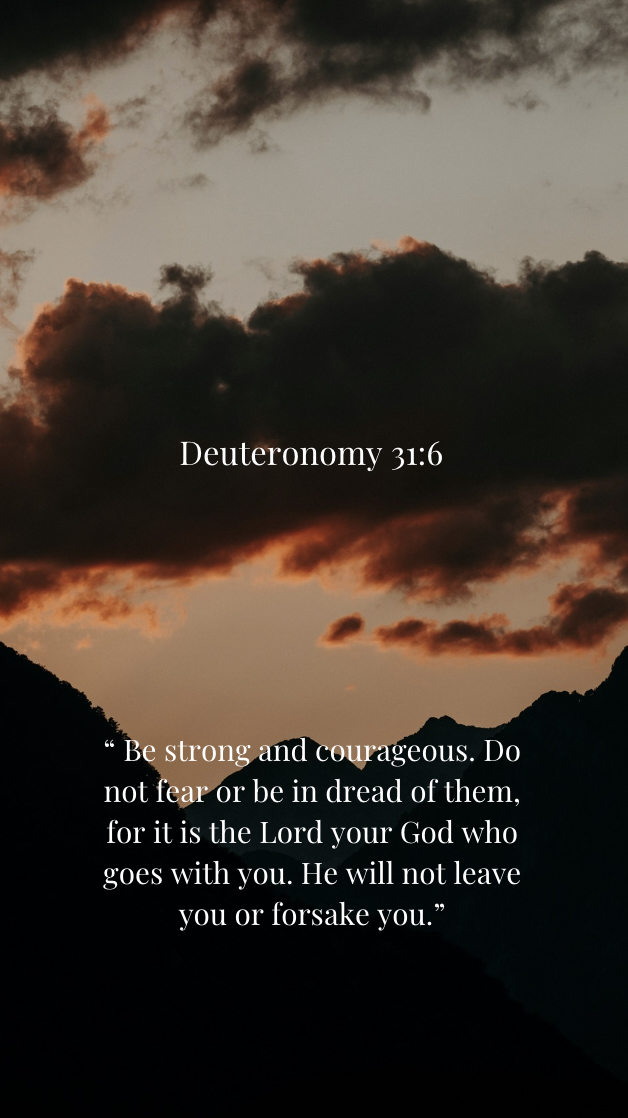 Deuteronomy 31:6
“ Be strong and courageous. Do
not fear or be in dread of them,
for it is the Lord your God who
goes with you. He will not leave
you or forsake you.”